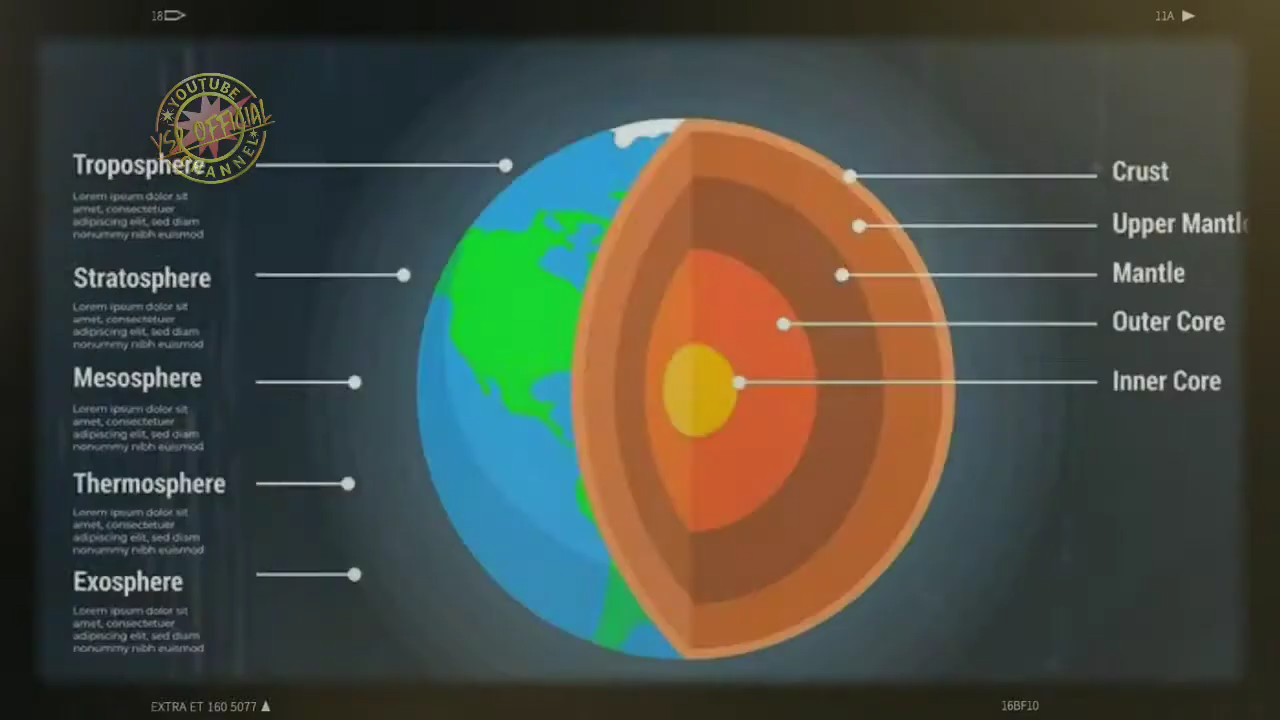 18
11A
YOUTUBE
VSP OFFICIAL
CHANNEL
Troposphere
Lorem ipsum dolor sit
amet, consectetuer
adipiscing elit, sed diam
nonummy nibh euismod
Stratosphere
Lorem ipsum dolor sit
amet, consectetuer
adipiscing elit, sed diam
nonummy nibh euismod
Mesosphere
Lorem ipsum dolor sit
amet, consectetuer
adipiscing elit, sed diam
nonummy nibh euismod
Thermosphere
Lorem ipsum dolor sit
amet, consectetuer
adipiscing elit, sed diam
nonummy nibh euismod
Exosphere
Lorem ipsum dolor sit
amet, consectetuer
adipiscing elit, sed diam
nonummy nibh euismod
Crust
Upper Mantle
Mantle
Outer Core
Inner Core
EXTRA ET 160 5077
16BF10